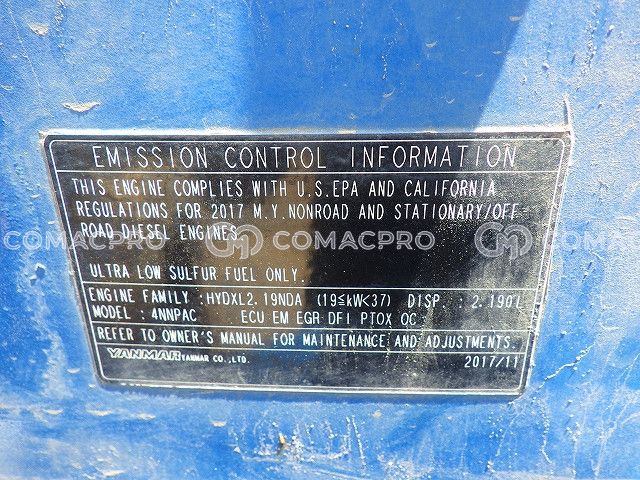 EMISSION CONTROL INFORMATION
THIS ENGINE COMPLIES WITH U.S.EPA AND CALIFORNIA
REGULATIONS FOR 2017 M.Y.NONROAD AND STATIONARY/OFF
ROAD DIESEL ENGINES.
COMACPRO COMACPRO
ULTRA LOW SULFUR FUEL ONLY.
ENGINE FAMILY :HYDXL2.19NDA (19≦kW<37) DISP. : 2.190L
MODEL : 4NNPAC ECU EM EGR DFI PTOX OC
REFER TO OWNER'S MANUAL FOR MAINTENANCE AND ADJUSTMENTS.
YANMAR YANMAR CO.,LTD. 2017/11